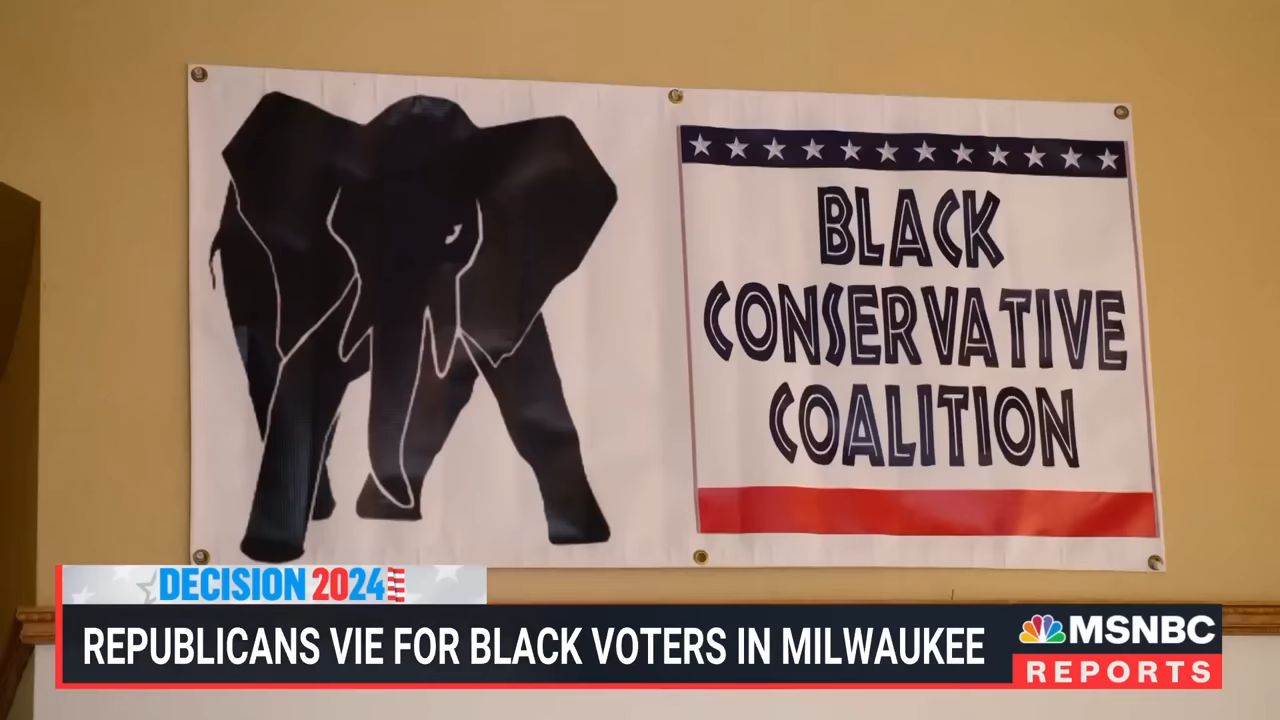 BLACK
CONSERVATIVE
COALITION
DECISION 2024
REPUBLICANS VIE FOR BLACK VOTERS IN MILWAUKEE
MSNBC
REPORTS